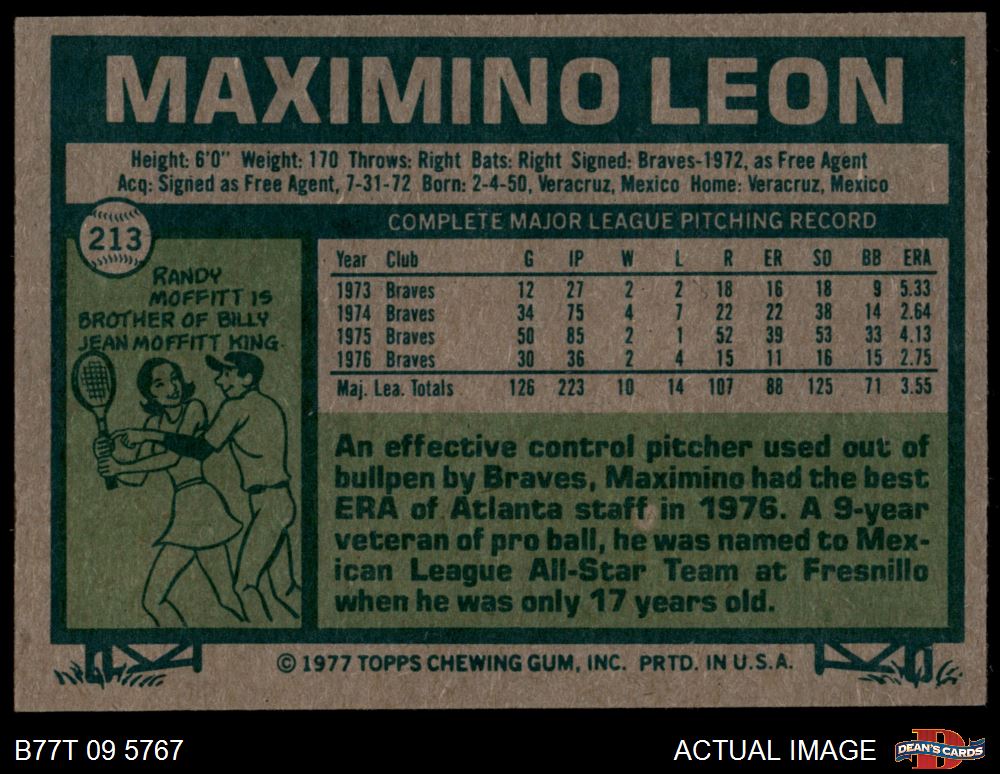 MAXIMINO LEON
Height: 6'0" Weight: 170 Throws: Right Bats: Right Signed: Braves-1972, as Free Agent
Acq: Signed as Free Agent, 7-31-72 Born: 2-4-50, Veracruz, Mexico Home: Veracruz, Mexico
213
RANDY
MOFFITT IS
BROTHER OF BILLY
JEAN MOFFITT KING.
COMPLETE MAJOR LEAGUE PITCHING RECORD
Year Club G IP W L R ER SO BB ERA
1973 Braves 12 27 2 2 18 16 18 9 5.33
1974 Braves 34 75 4 7 22 22 38 14 2.64
1975 Braves 50 85 2 1 52 39 53 33 4.13
1976 Braves 30 36 2 4 15 11 16 15 2.75
Maj. Lea. Totals 126 223 10 14 107 88 125 71 3.55
An effective control pitcher used out of
bullpen by Braves, Maximino had the best
ERA of Atlanta staff in 1976. A 9-year
veteran of pro ball, he was named to Mex-
ican League All-Star Team at Fresnillo
when he was only 17 years old.
© 1977 TOPPS CHEWING GUM, INC. PRTD. IN U.S.A.
B77T 09 5767
ACTUAL IMAGE
D
DEAN'S CARDS